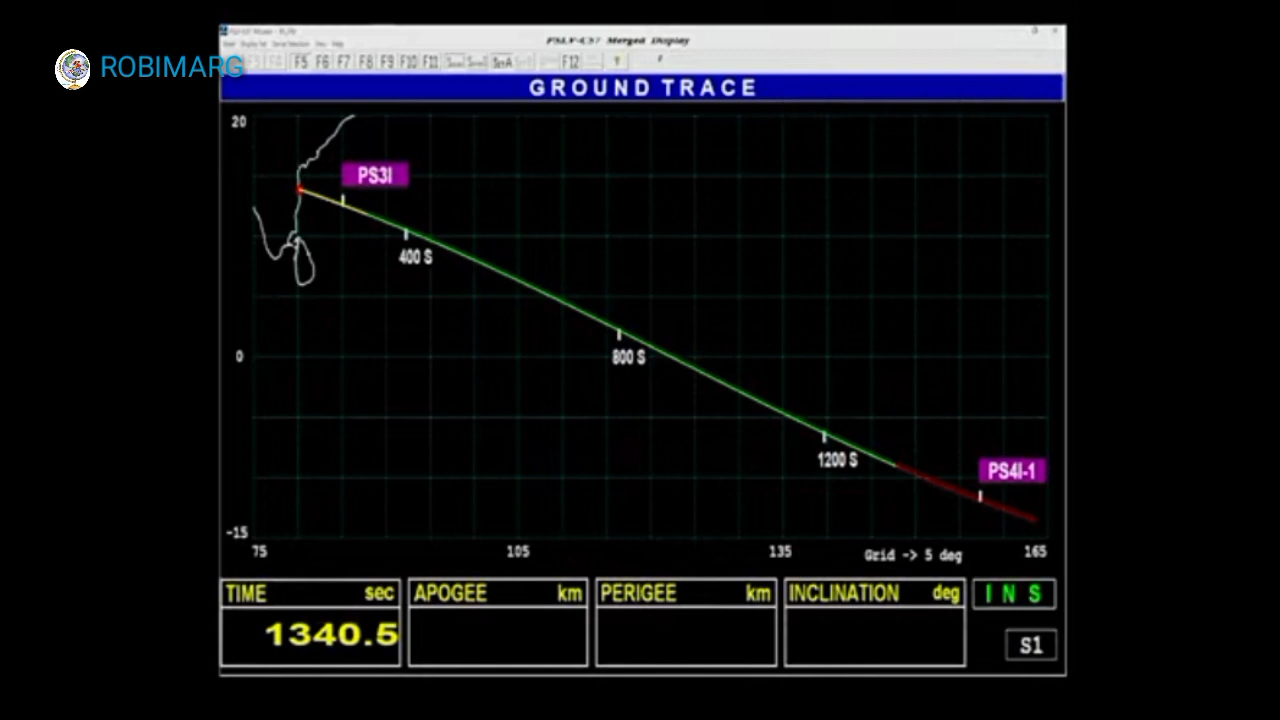 PSLV-C57 Merged Display
ROBIMARG
F5 F6 F7 F8 F9 F10 F11 F12
GROUND TRACE
20
PS3I
400 S
0
800 S
1200 S
PS4I-1
-15
75 105 135 Grid -> 5 deg 165
TIME sec APOGEE km PERIGEE km INCLINATION deg INS
1340.5
S1